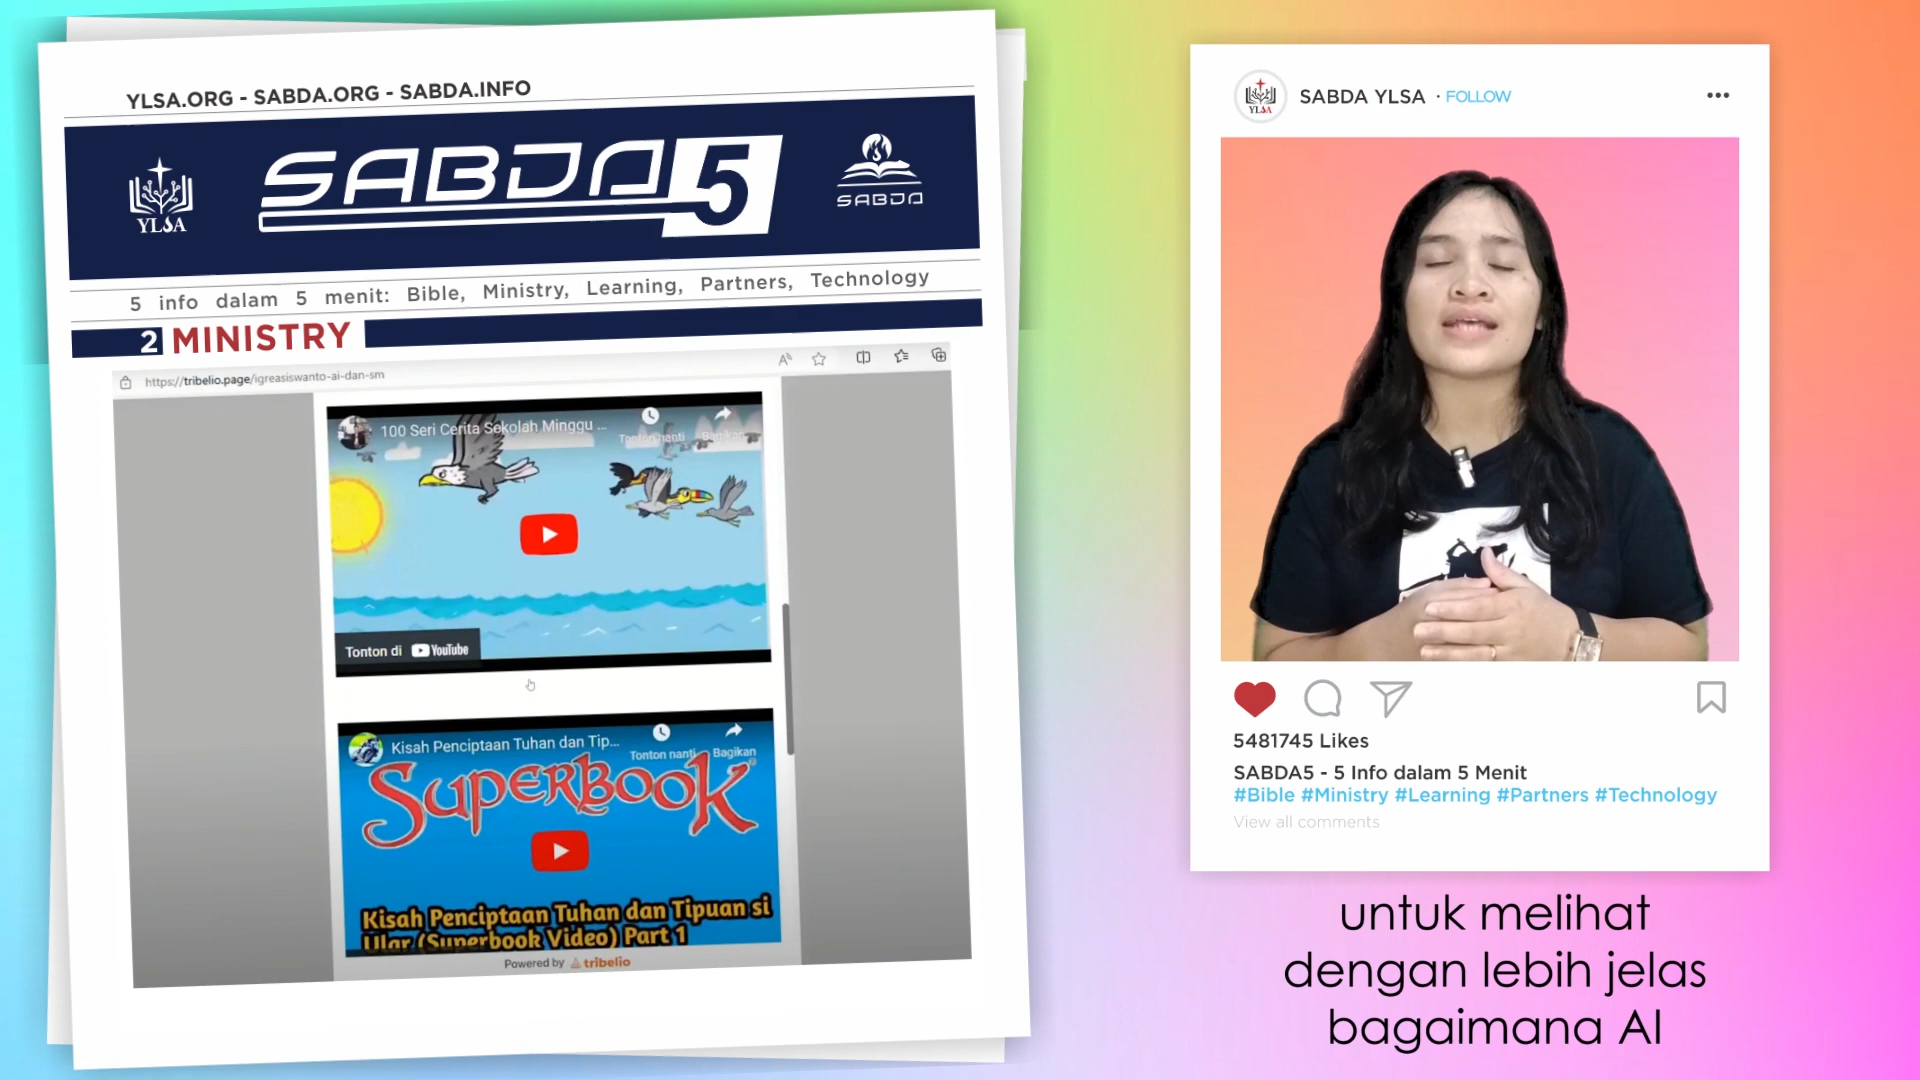 YLSA.ORG - SABDA.ORG - SABDA.INFO
YLSA
SABDA5
SABDA
5 info dalam 5 menit: Bible, Ministry, Learning, Partners, Technology
2 MINISTRY
https://tribelio.page/igreasiswanto-ai-dan-sm
100 Seri Cerita Sekolah Minggu ...
Tonton nanti
Bagikan
Tonton di YouTube
Kisah Penciptaan Tuhan dan Tip...
Tonton nanti
Bagikan
SUPERBOOK
Kisah Penciptaan Tuhan dan Tipuan si
Ular (Superbook Video) Part 1
Powered by tribelio
YLSA
SABDA YLSA · FOLLOW
5481745 Likes
SABDA5 - 5 Info dalam 5 Menit
#Bible #Ministry #Learning #Partners #Technology
View all comments
untuk melihat
dengan lebih jelas
bagaimana AI